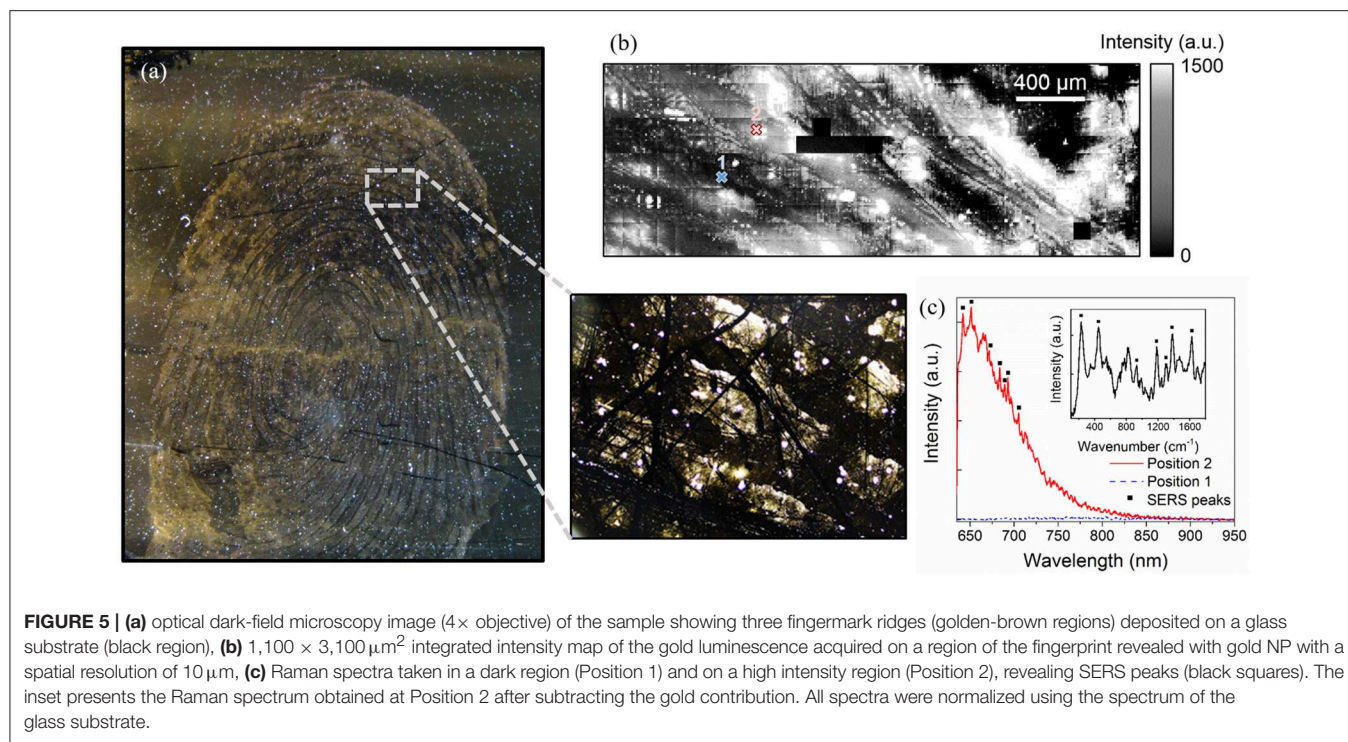 (a)
(b)
Intensity (a.u.)
1500
400 µm
2
1
0
(c)
Intensity (a.u.)
Intensity (a.u.)
400 800 1200 1600
Wavenumber (cm-1)
Position 2
Position 1
SERS peaks
650 700 750 800 850 900 950
Wavelength (nm)
FIGURE 5 | (a) optical dark-field microscopy image (4× objective) of the sample showing three fingermark ridges (golden-brown regions) deposited on a glass
substrate (black region), (b) 1,100 × 3,100 µm² integrated intensity map of the gold luminescence acquired on a region of the fingerprint revealed with gold NP with a
spatial resolution of 10 µm, (c) Raman spectra taken in a dark region (Position 1) and on a high intensity region (Position 2), revealing SERS peaks (black squares). The
inset presents the Raman spectrum obtained at Position 2 after subtracting the gold contribution. All spectra were normalized using the spectrum of the
glass substrate.